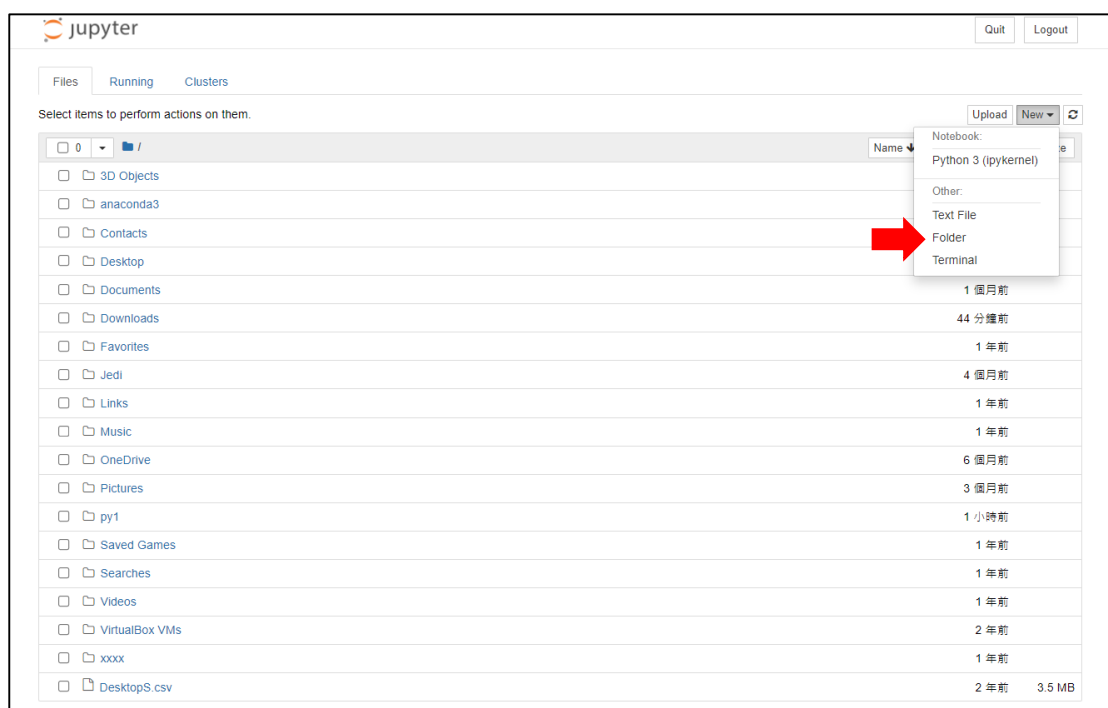 jupyter
Quit Logout
Files Running Clusters
Select items to perform actions on them.
Upload New
0 / Name
Notebook:
Python 3 (ipykernel)
Other:
Text File
Folder
Terminal
3D Objects
anaconda3
Contacts
Desktop
Documents 1 個月前
Downloads 44 分鐘前
Favorites 1 年前
Jedi 4 個月前
Links 1 年前
Music 1 年前
OneDrive 6 個月前
Pictures 3 個月前
py1 1 小時前
Saved Games 1 年前
Searches 1 年前
Videos 1 年前
VirtualBox VMs 2 年前
xxxx 1 年前
DesktopS.csv 2 年前 3.5 MB